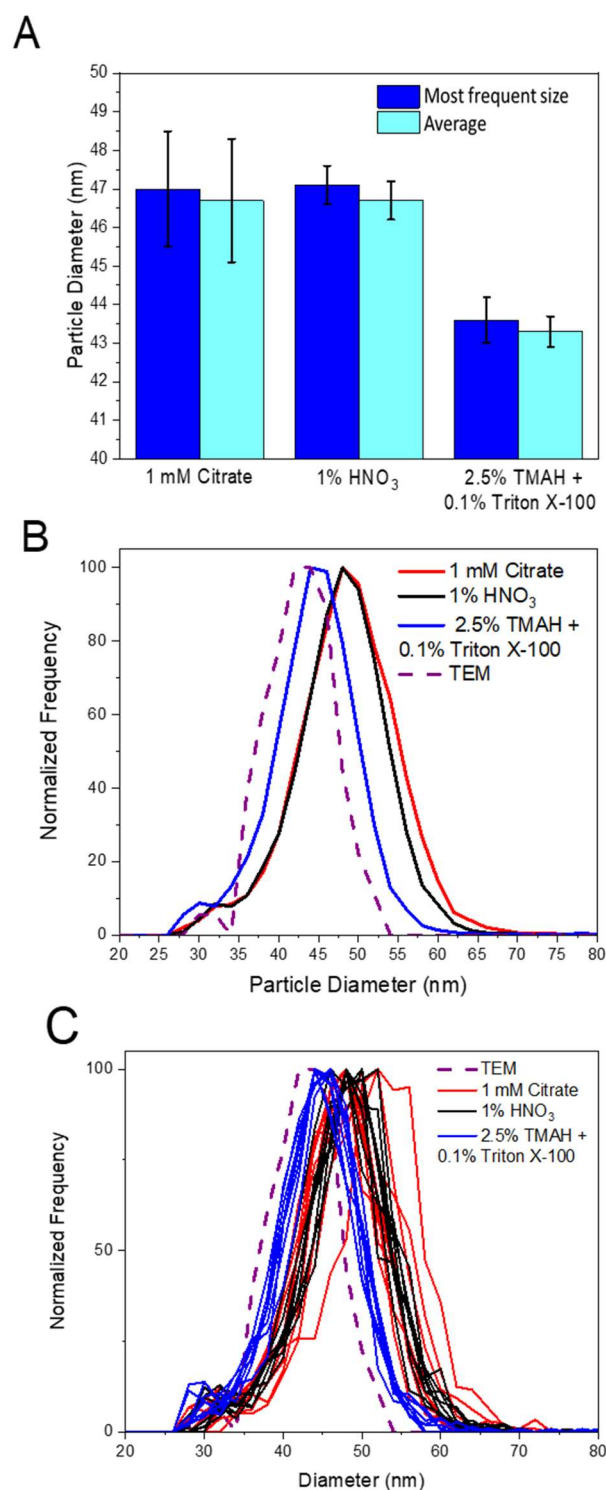 A
50
49
48
47
46
45
44
43
42
41
40
Particle Diameter (nm)
Most frequent size
Average
1 mM Citrate
1% HNO₃
2.5% TMAH +
0.1% Triton X-100
B
100
80
60
40
20
0
Normalized Frequency
1 mM Citrate
1% HNO₃
2.5% TMAH +
0.1% Triton X-100
TEM
20 25 30 35 40 45 50 55 60 65 70 75 80
Particle Diameter (nm)
C
100
50
0
Normalized Frequency
TEM
1 mM Citrate
1% HNO₃
2.5% TMAH +
0.1% Triton X-100
20 30 40 50 60 70 80
Diameter (nm)